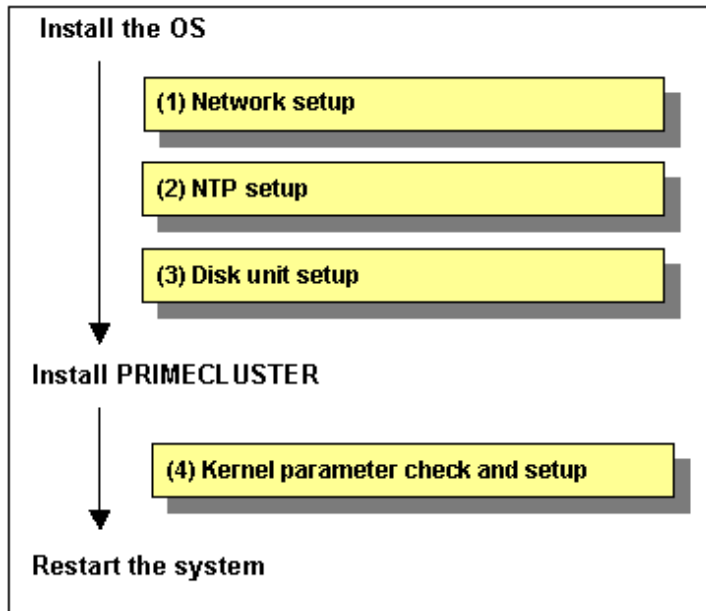 Install the OS
(1) Network setup
(2) NTP setup
(3) Disk unit setup
Install PRIMECLUSTER
(4) Kernel parameter check and setup
Restart the system